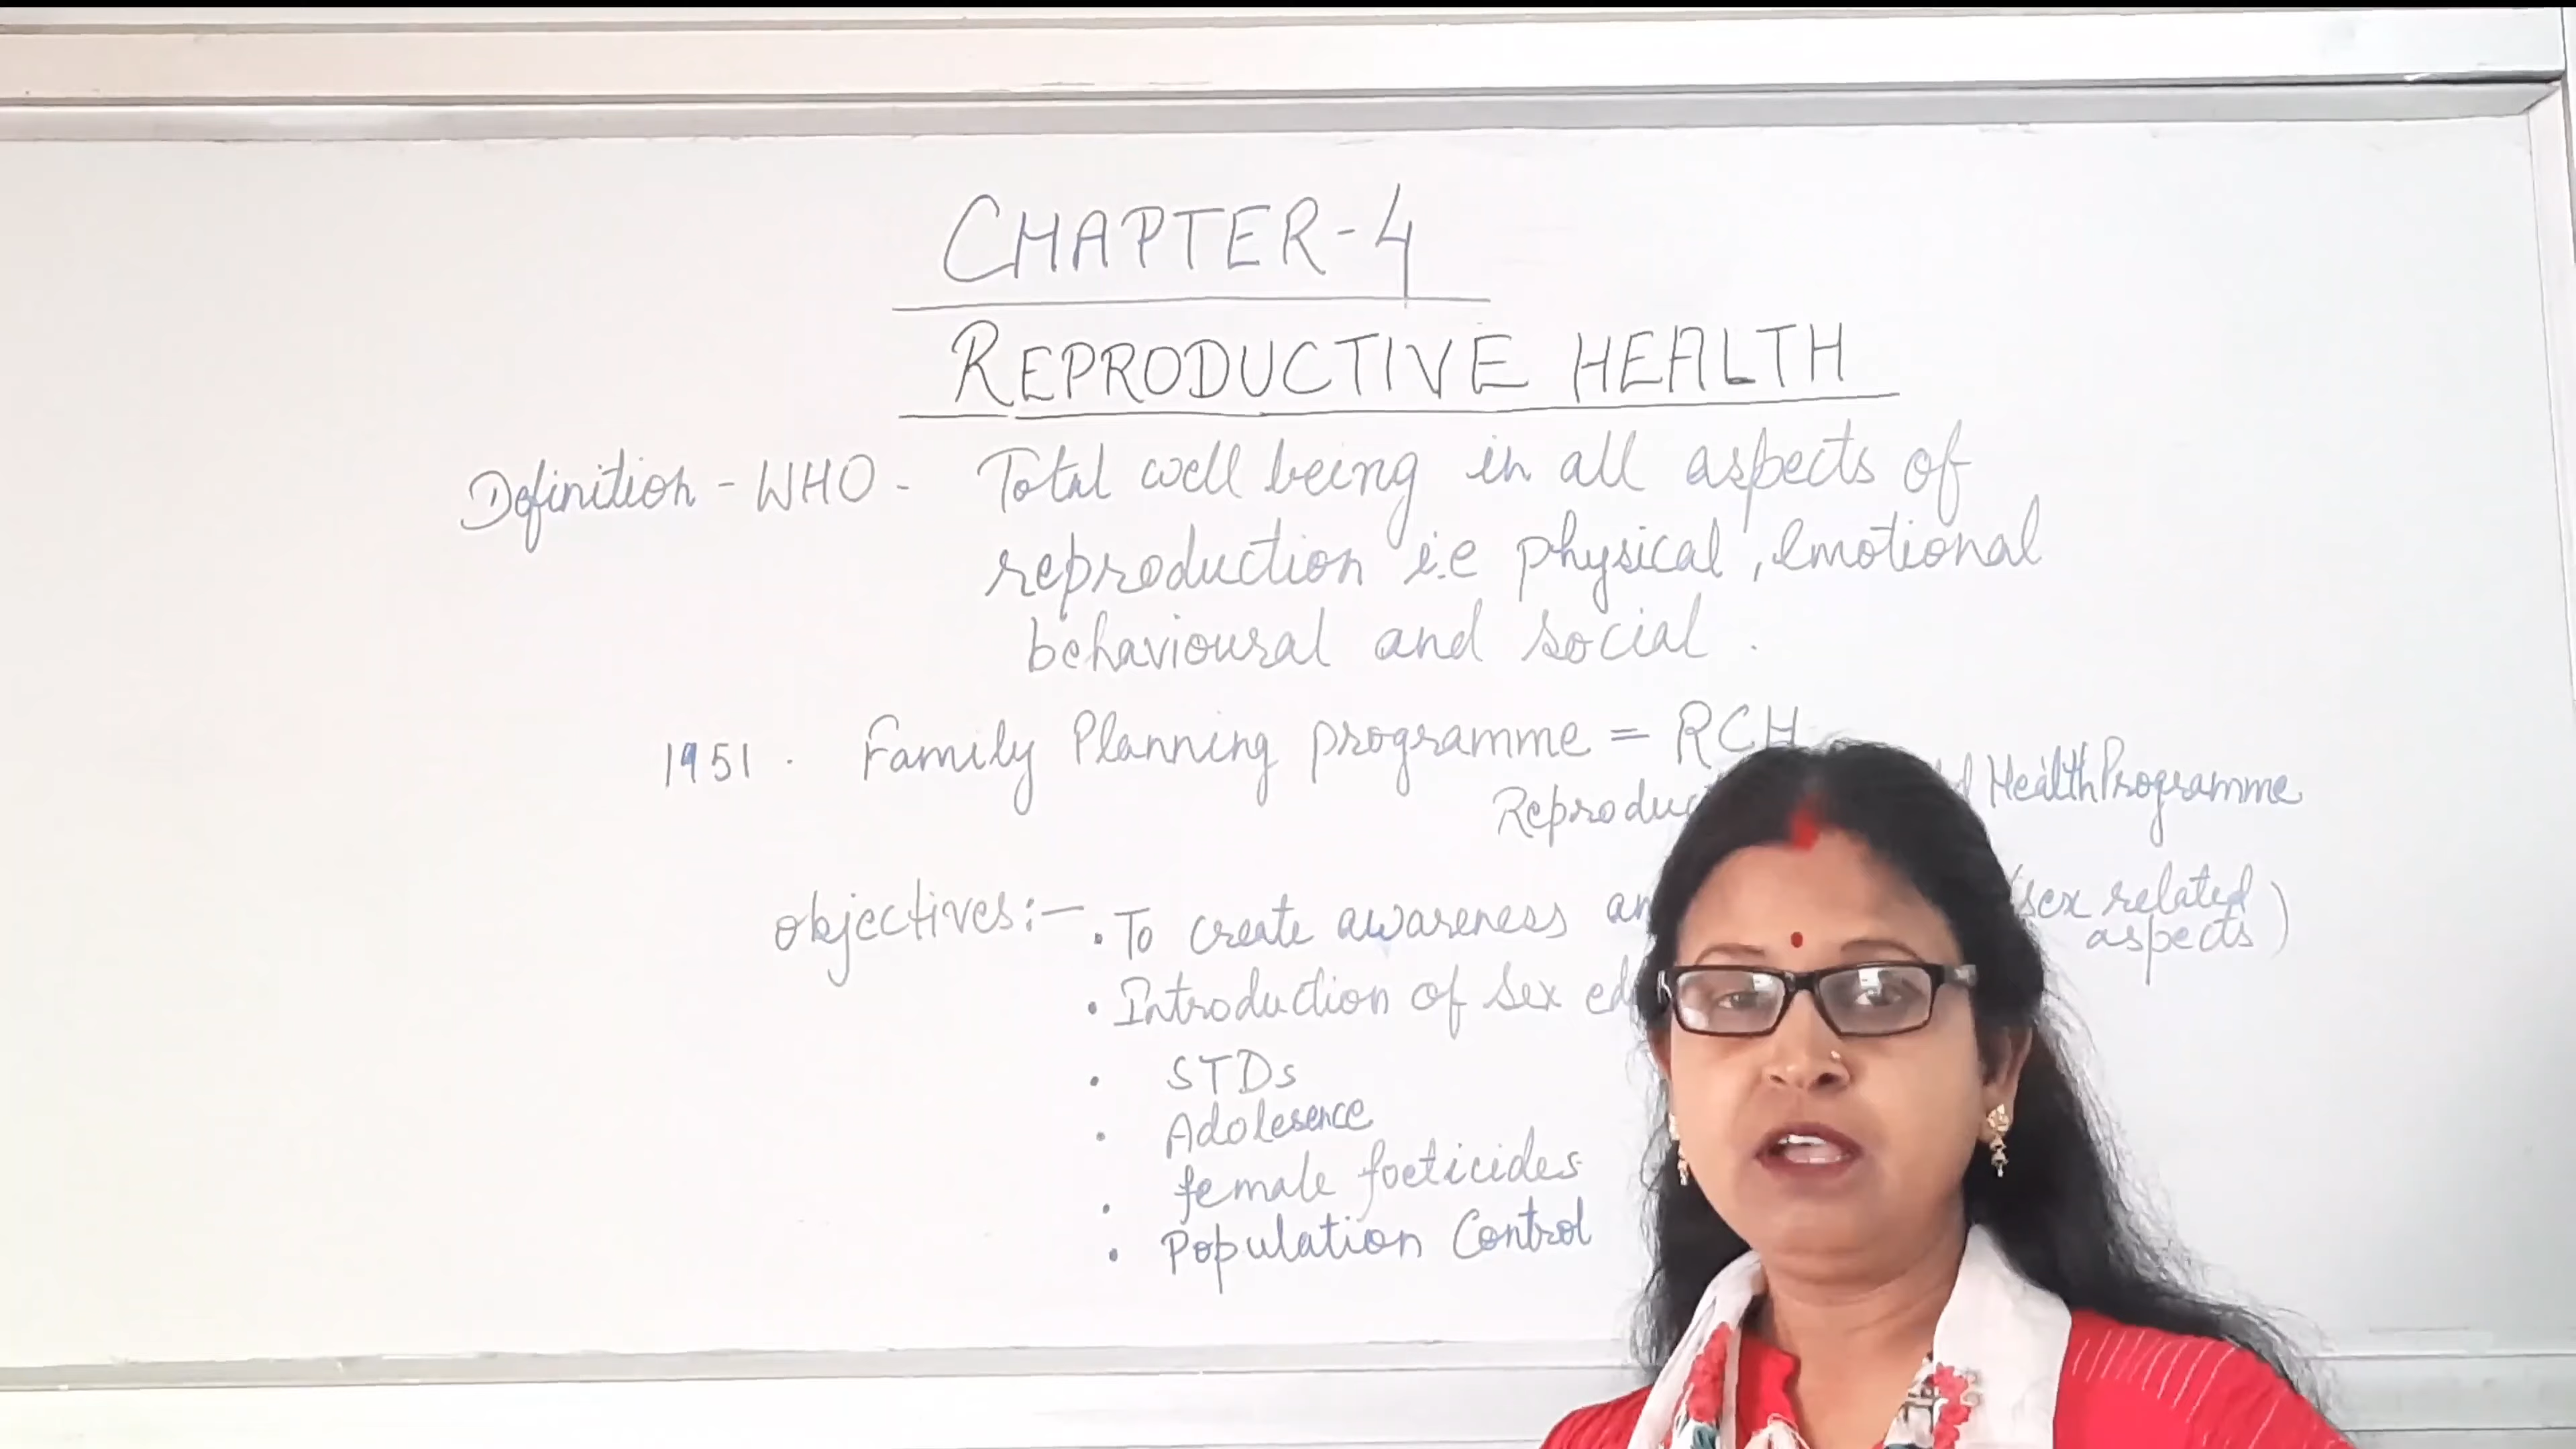 CHAPTER-4
REPRODUCTIVE HEALTH
Definition - WHO - Total well being in all aspects of
reproduction i.e physical, emotional
behavioural and social.
1951. Family Planning programme = RCH
Health Programme
objectives:- • To create awareness (sex related
aspects)
• Introduction of sex
• STDs
• Adolesence
• female foeticides
• Population Control